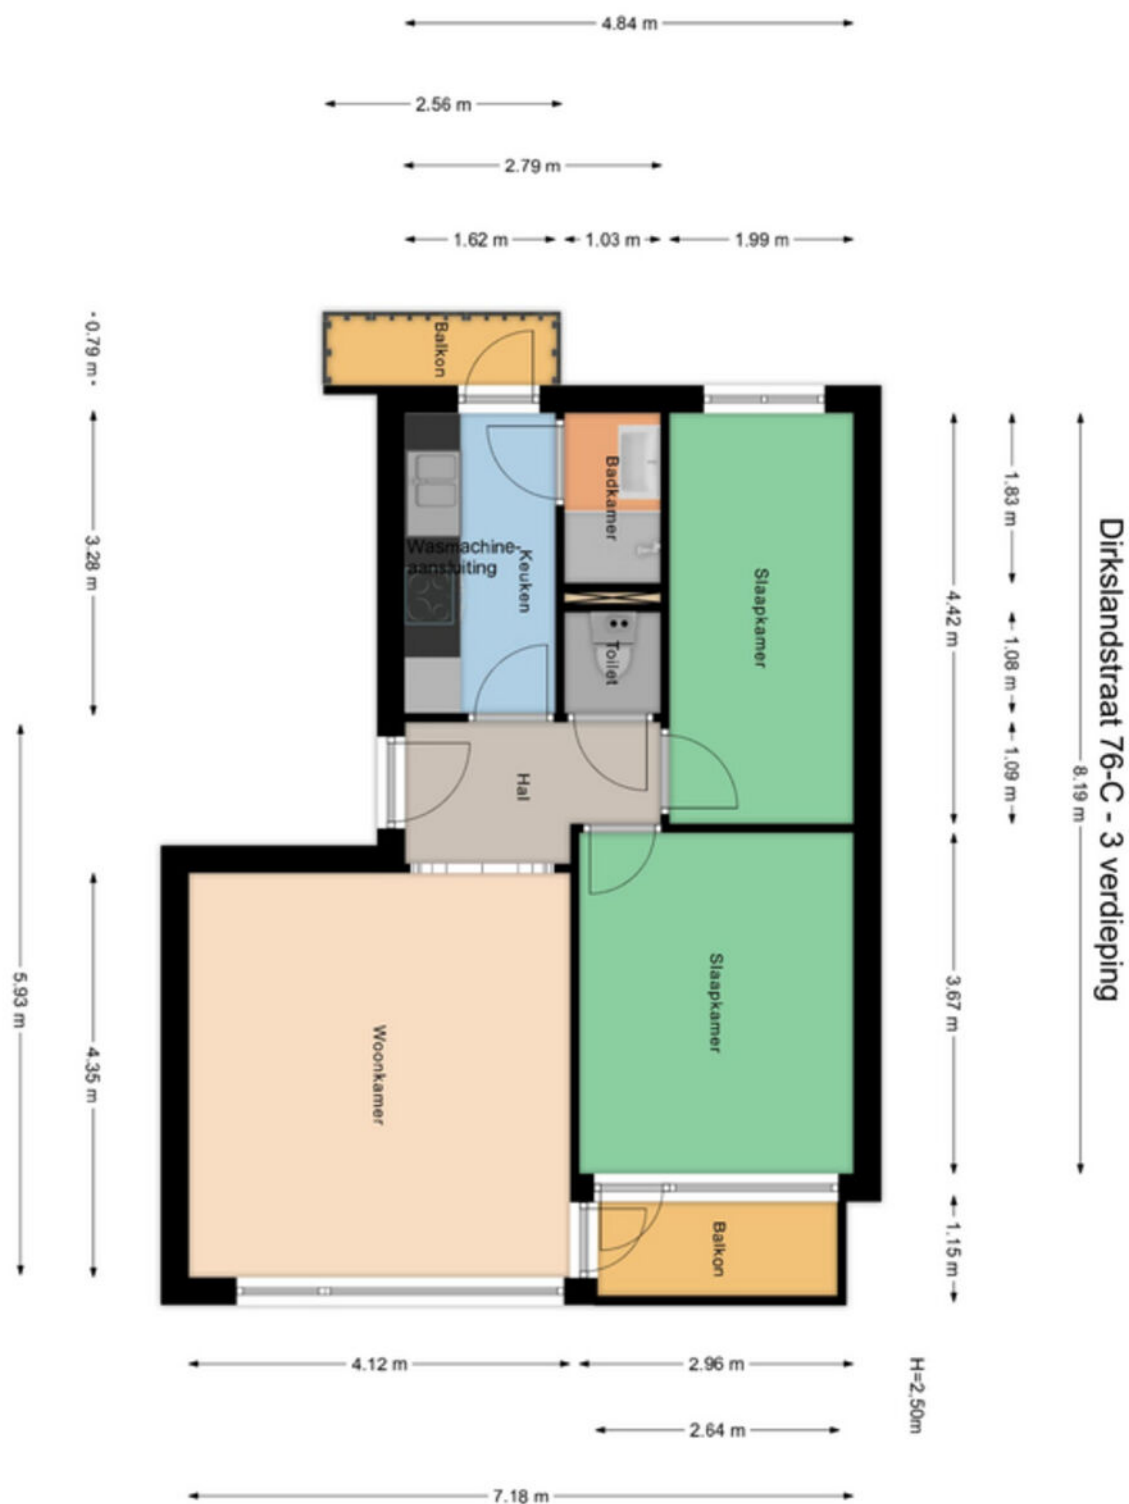 4.84 m
2.56 m
2.79 m
1.62 m
1.03 m
1.99 m
0.79 m
3.28 m
5.93 m
4.35 m
Balkon
Wasmachine-
aansluiting
Keuken
Badkamer
Toilet
Slaapkamer
Hal
Woonkamer
Slaapkamer
Balkon
4.42 m
3.67 m
1.15 m
1.83 m
1.08 m
1.09 m
8.19 m
Dirkslandstraat 76-C - 3 verdieping
4.12 m
2.96 m
H=2,50m
2.64 m
7.18 m